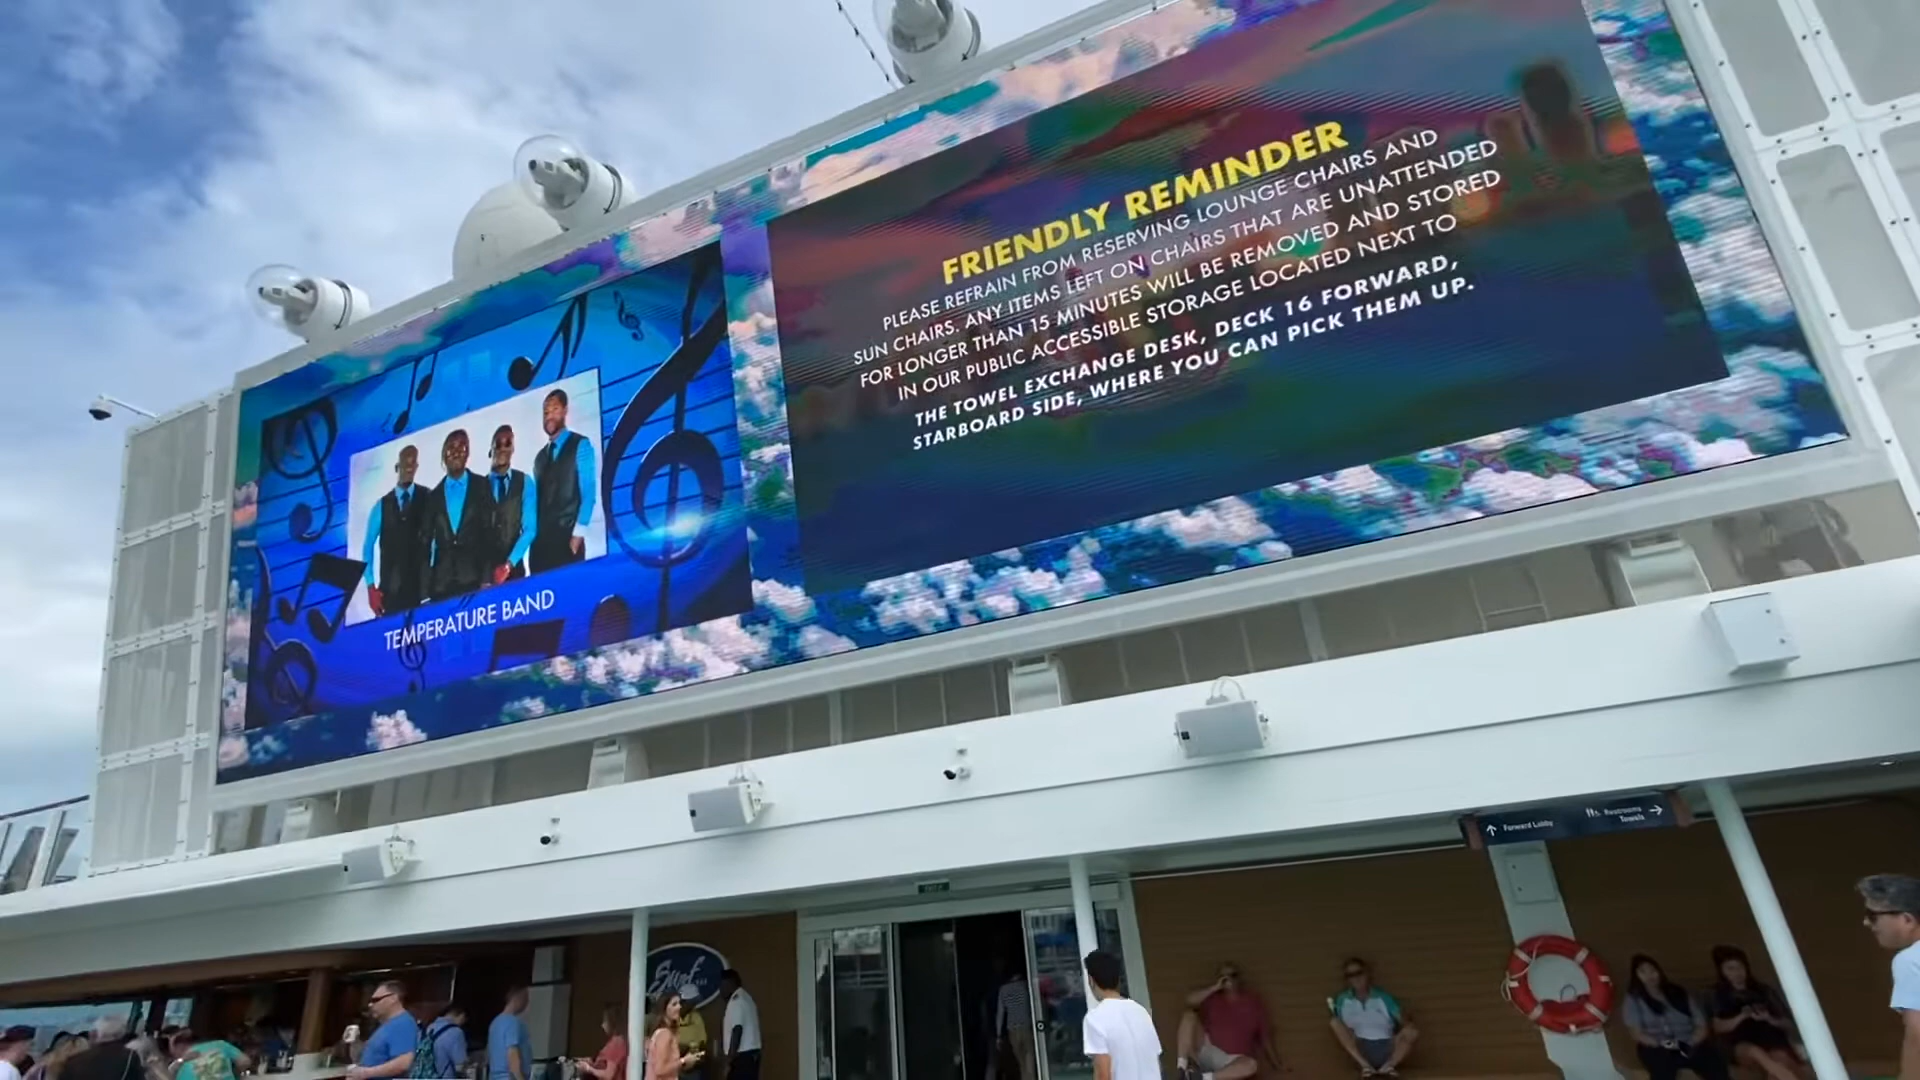 FRIENDLY REMINDER
PLEASE REFRAIN FROM RESERVING LOUNGE CHAIRS AND
SUN CHAIRS. ANY ITEMS LEFT ON CHAIRS THAT ARE UNATTENDED
FOR LONGER THAN 15 MINUTES WILL BE REMOVED AND STORED
IN OUR PUBLIC ACCESSIBLE STORAGE LOCATED NEXT TO
THE TOWEL EXCHANGE DESK, DECK 16 FORWARD,
STARBOARD SIDE, WHERE YOU CAN PICK THEM UP.
TEMPERATURE BAND
Forward Lobby
Restrooms
Towels
Surf